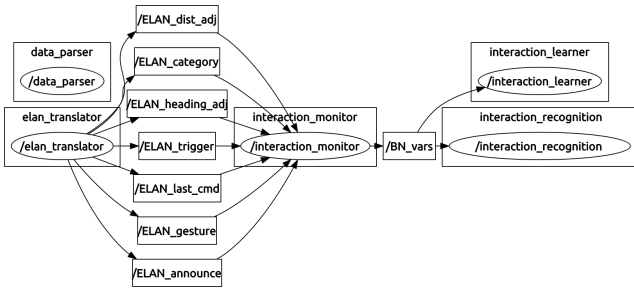 /ELAN_dist_adj
data_parser
/data_parser
/ELAN_category
interaction_learner
/interaction_learner
/ELAN_heading_adj
elan_translator
/elan_translator
/ELAN_trigger
interaction_monitor
/interaction_monitor
/BN_vars
interaction_recognition
/interaction_recognition
/ELAN_last_cmd
/ELAN_gesture
/ELAN_announce